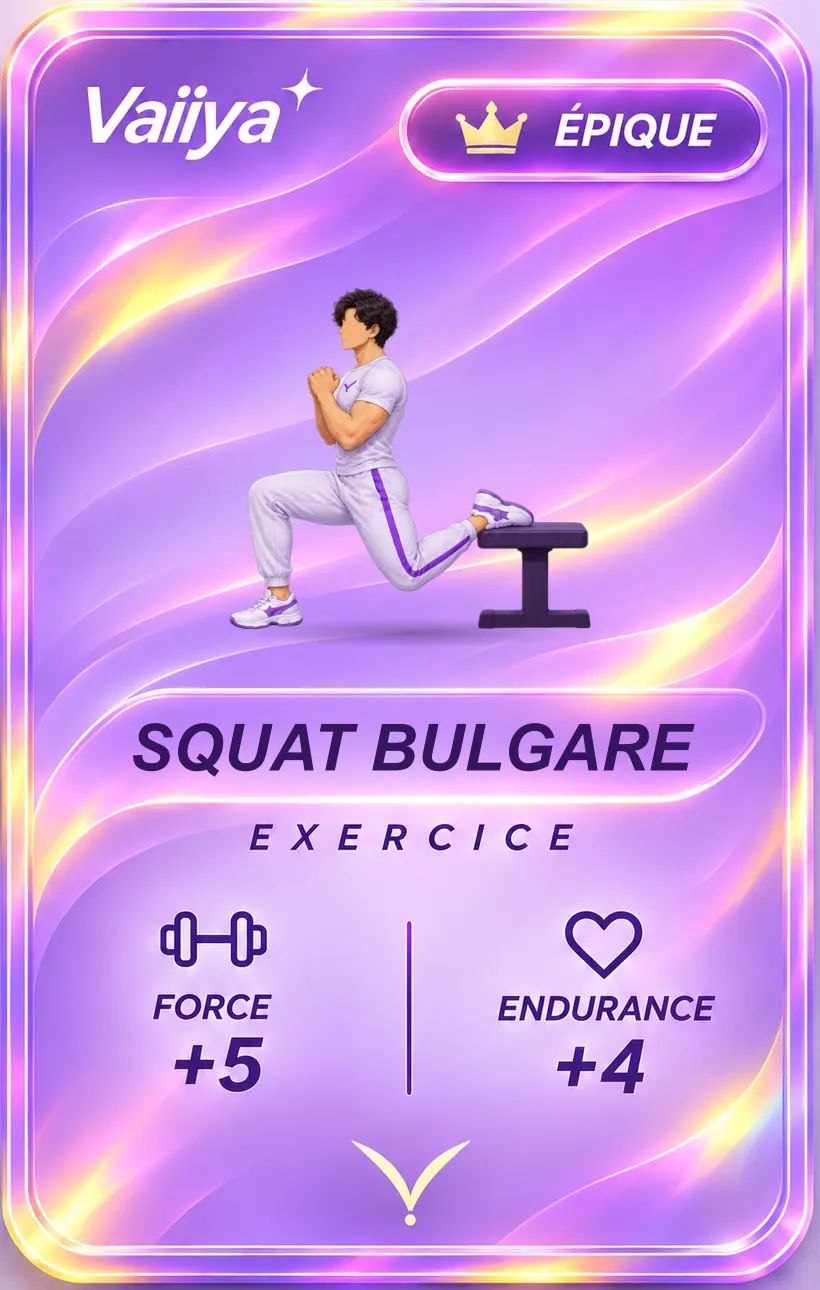 Vaiiya
ÉPIQUE
SQUAT BULGARE
EXERCICE
FORCE
+5
ENDURANCE
+4